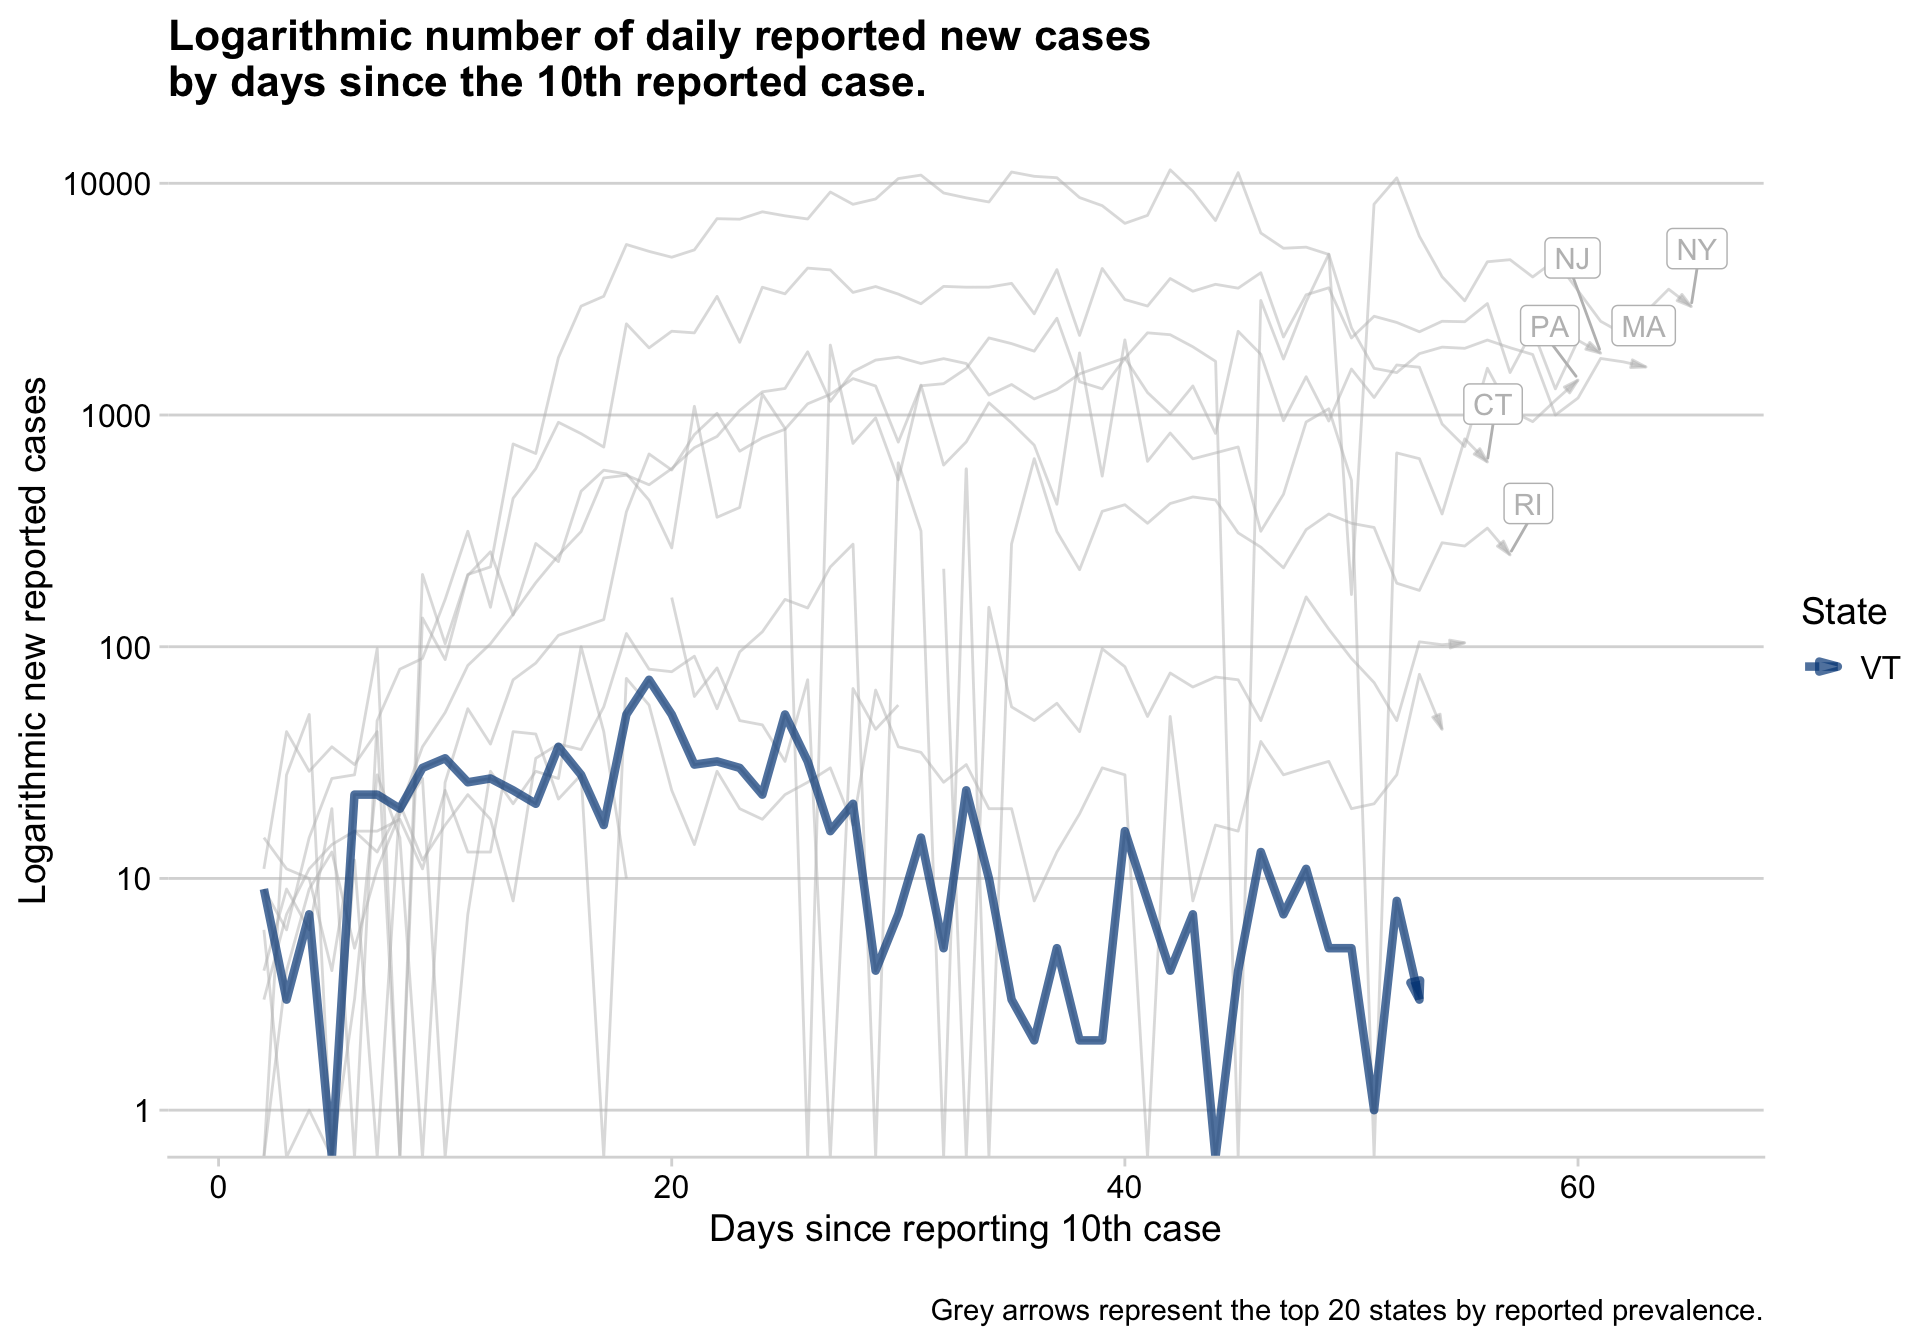 Logarithmic number of daily reported new cases
by days since the 10th reported case.
Logarithmic new reported cases
10000
1000
100
10
1
NJ
NY
PA
MA
CT
RI
State
VT
0
20
40
60
Days since reporting 10th case
Grey arrows represent the top 20 states by reported prevalence.